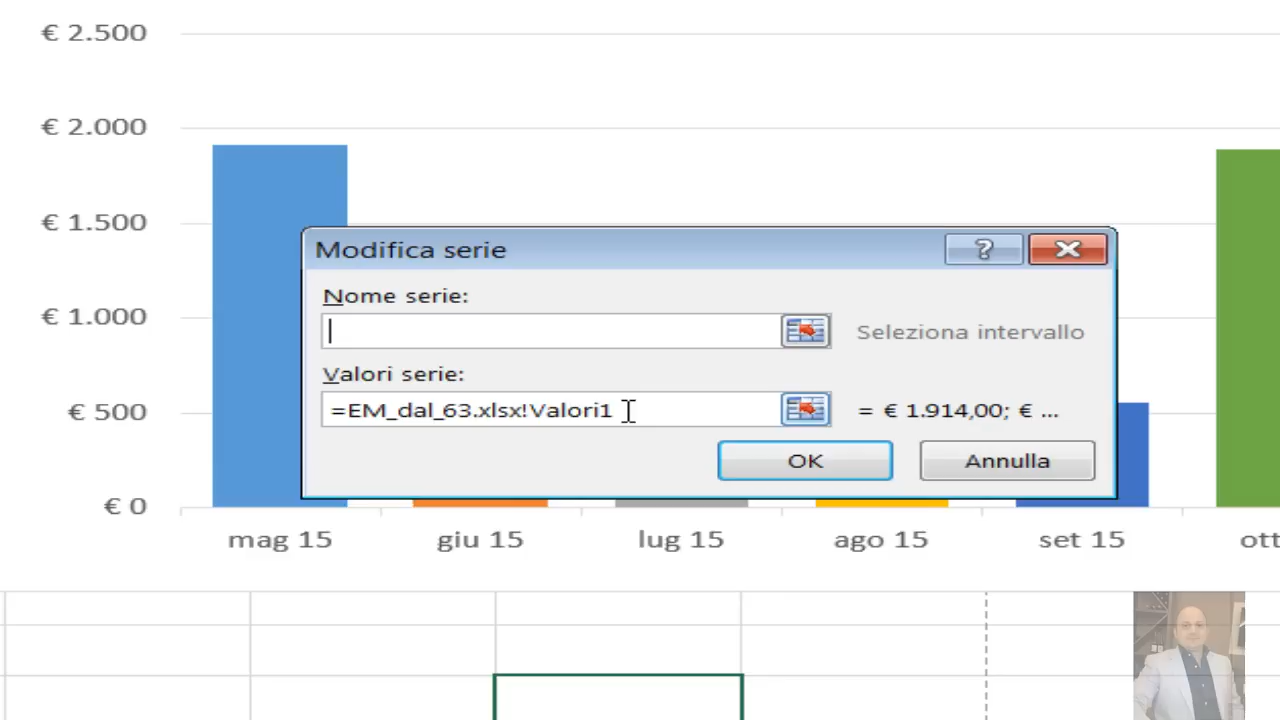 € 2.500
€ 2.000
€ 1.500
€ 1.000
€ 500
€ 0
Modifica serie
?
Nome serie:
Seleziona intervallo
Valori serie:
=EM_dal_63.xlsx!Valori1
= € 1.914,00; € ...
OK
Annulla
mag 15 giu 15 lug 15 ago 15 set 15 ott